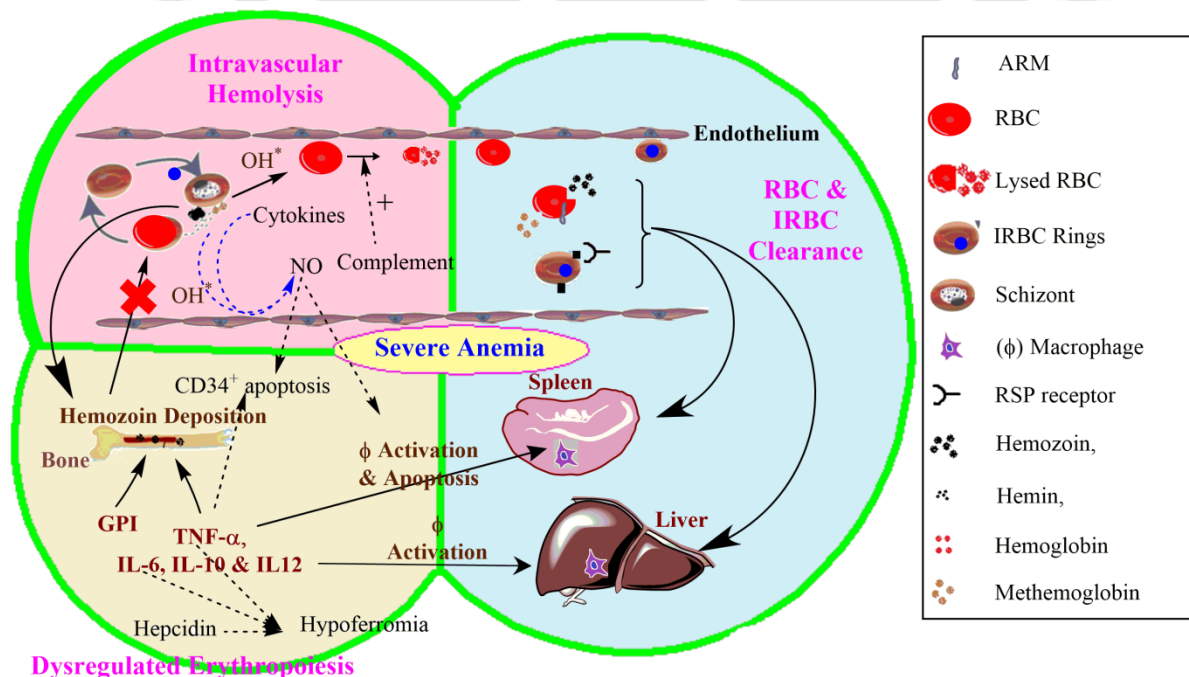 Intravascular
Hemolysis
Endothelium
OH*
Cytokines
+
NO
Complement
OH*
RBC &
IRBC
Clearance
Severe Anemia
CD34+ apoptosis
Hemozoin Deposition
Bone
Spleen
ϕ Activation
& Apoptosis
GPI
TNF-α,
IL-6, IL-10 & IL12
ϕ
Activation
Liver
Hepcidin
Hypoferromia
Dysregulated Erythropoiesis
ARM
RBC
Lysed RBC
IRBC Rings
Schizont
(ϕ) Macrophage
RSP receptor
Hemozoin,
Hemin,
Hemoglobin
Methemoglobin